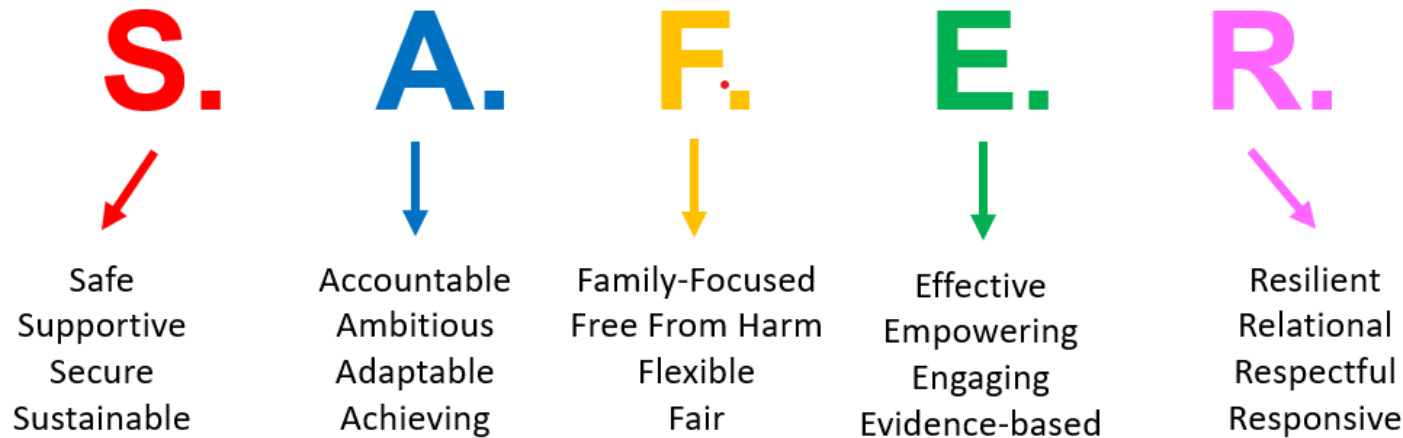 S. A. F. E. R.
Safe
Supportive
Secure
Sustainable
Accountable
Ambitious
Adaptable
Achieving
Family-Focused
Free From Harm
Flexible
Fair
Effective
Empowering
Engaging
Evidence-based
Resilient
Relational
Respectful
Responsive